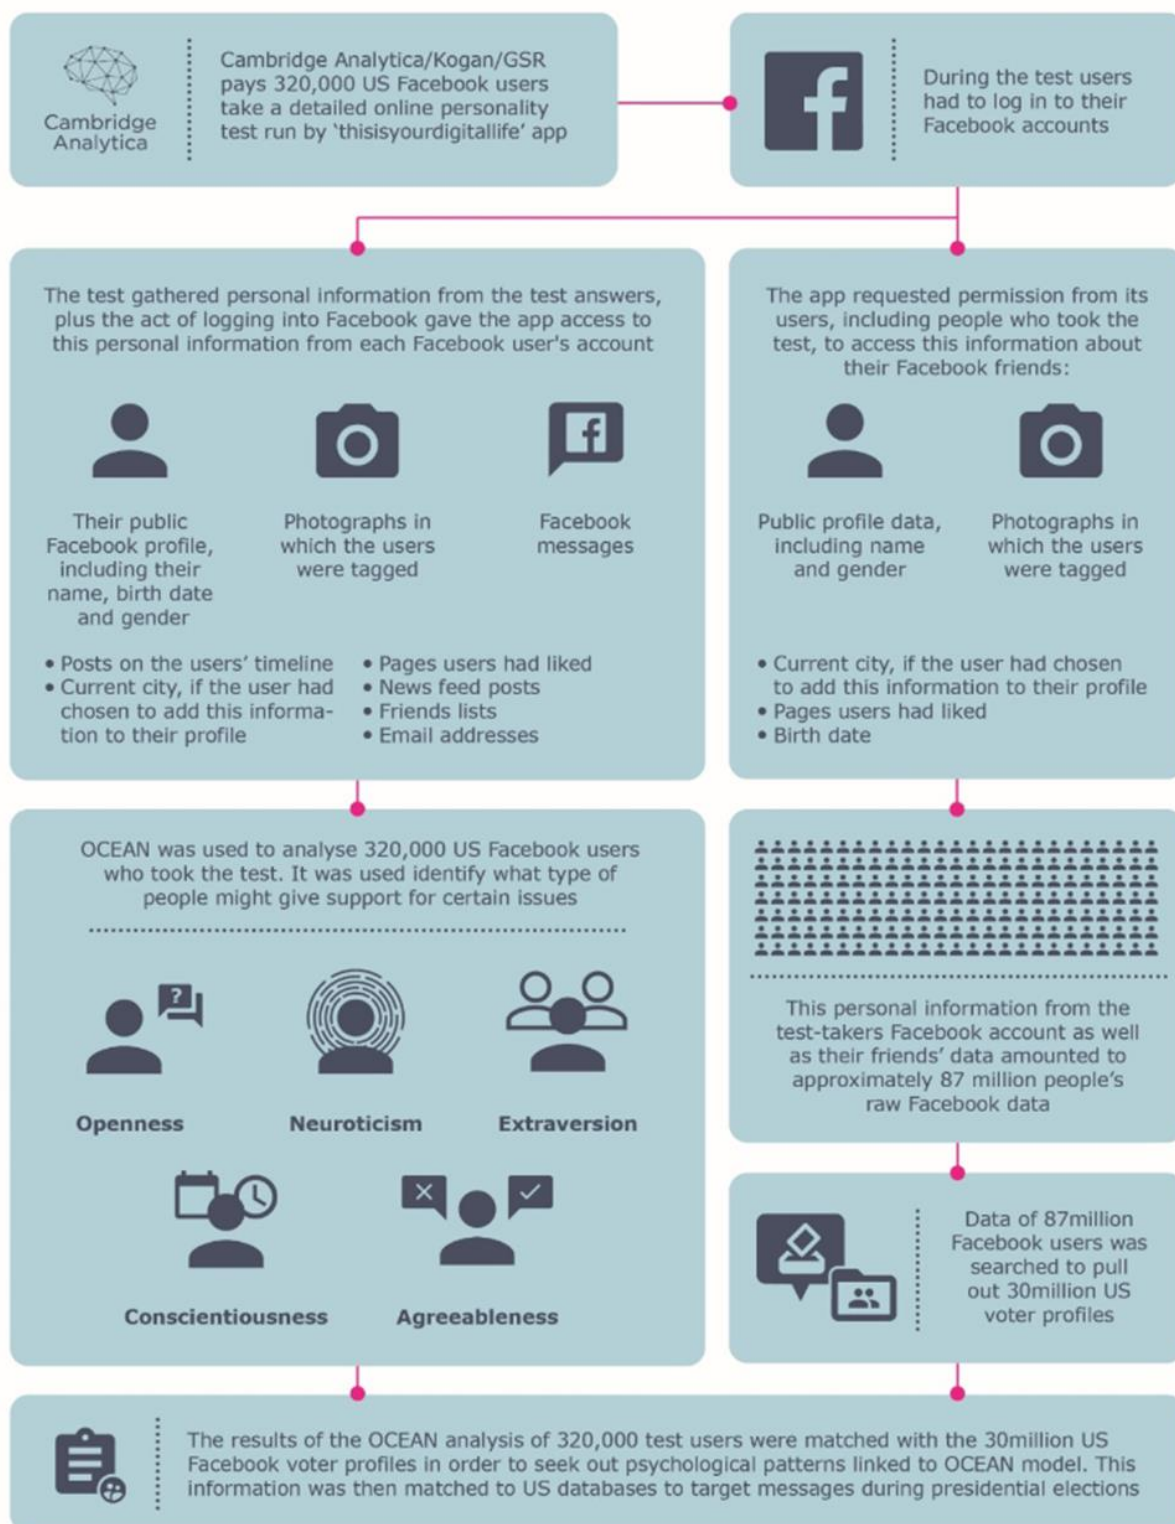 Cambridge
Analytica
Cambridge Analytica/Kogan/GSR
pays 320,000 US Facebook users
take a detailed online personality
test run by ‘thisisyourdigitallife’ app
During the test users
had to log in to their
Facebook accounts
The test gathered personal information from the test answers,
plus the act of logging into Facebook gave the app access to
this personal information from each Facebook user's account
Their public
Facebook profile,
including their
name, birth date
and gender
Photographs in
which the users
were tagged
Facebook
messages
• Posts on the users’ timeline
• Current city, if the user had
chosen to add this informa-
tion to their profile
• Pages users had liked
• News feed posts
• Friends lists
• Email addresses
The app requested permission from its
users, including people who took the
test, to access this information about
their Facebook friends:
Public profile data,
including name
and gender
Photographs in
which the users
were tagged
• Current city, if the user had chosen
to add this information to their profile
• Pages users had liked
• Birth date
OCEAN was used to analyse 320,000 US Facebook users
who took the test. It was used identify what type of
people might give support for certain issues
Openness
Neuroticism
Extraversion
Conscientiousness
Agreeableness
This personal information from the
test-takers Facebook account as well
as their friends’ data amounted to
approximately 87 million people’s
raw Facebook data
Data of 87million
Facebook users was
searched to pull
out 30million US
voter profiles
The results of the OCEAN analysis of 320,000 test users were matched with the 30million US
Facebook voter profiles in order to seek out psychological patterns linked to OCEAN model. This
information was then matched to US databases to target messages during presidential elections